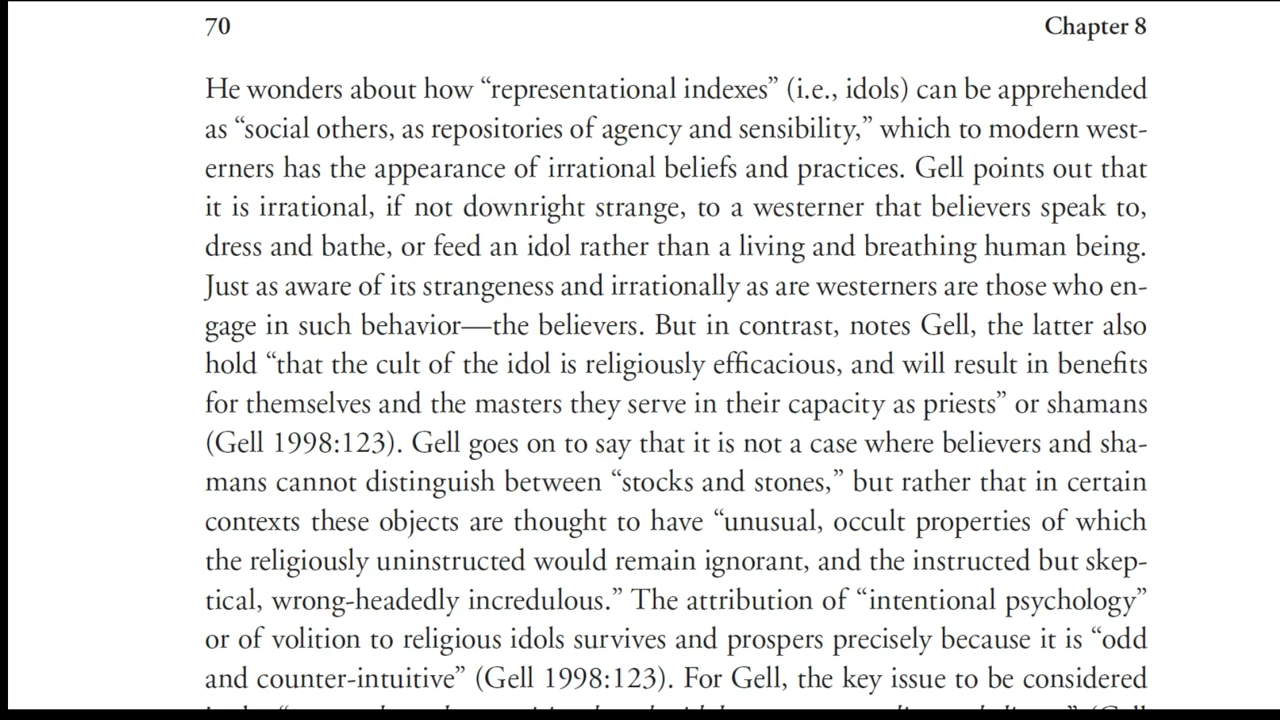 70 Chapter 8
He wonders about how “representational indexes” (i.e., idols) can be apprehended
as “social others, as repositories of agency and sensibility,” which to modern west-
erners has the appearance of irrational beliefs and practices. Gell points out that
it is irrational, if not downright strange, to a westerner that believers speak to,
dress and bathe, or feed an idol rather than a living and breathing human being.
Just as aware of its strangeness and irrationally as are westerners are those who en-
gage in such behavior—the believers. But in contrast, notes Gell, the latter also
hold “that the cult of the idol is religiously efficacious, and will result in benefits
for themselves and the masters they serve in their capacity as priests” or shamans
(Gell 1998:123). Gell goes on to say that it is not a case where believers and sha-
mans cannot distinguish between “stocks and stones,” but rather that in certain
contexts these objects are thought to have “unusual, occult properties of which
the religiously uninstructed would remain ignorant, and the instructed but skep-
tical, wrong-headedly incredulous.” The attribution of “intentional psychology”
or of volition to religious idols survives and prospers precisely because it is “odd
and counter-intuitive” (Gell 1998:123). For Gell, the key issue to be considered